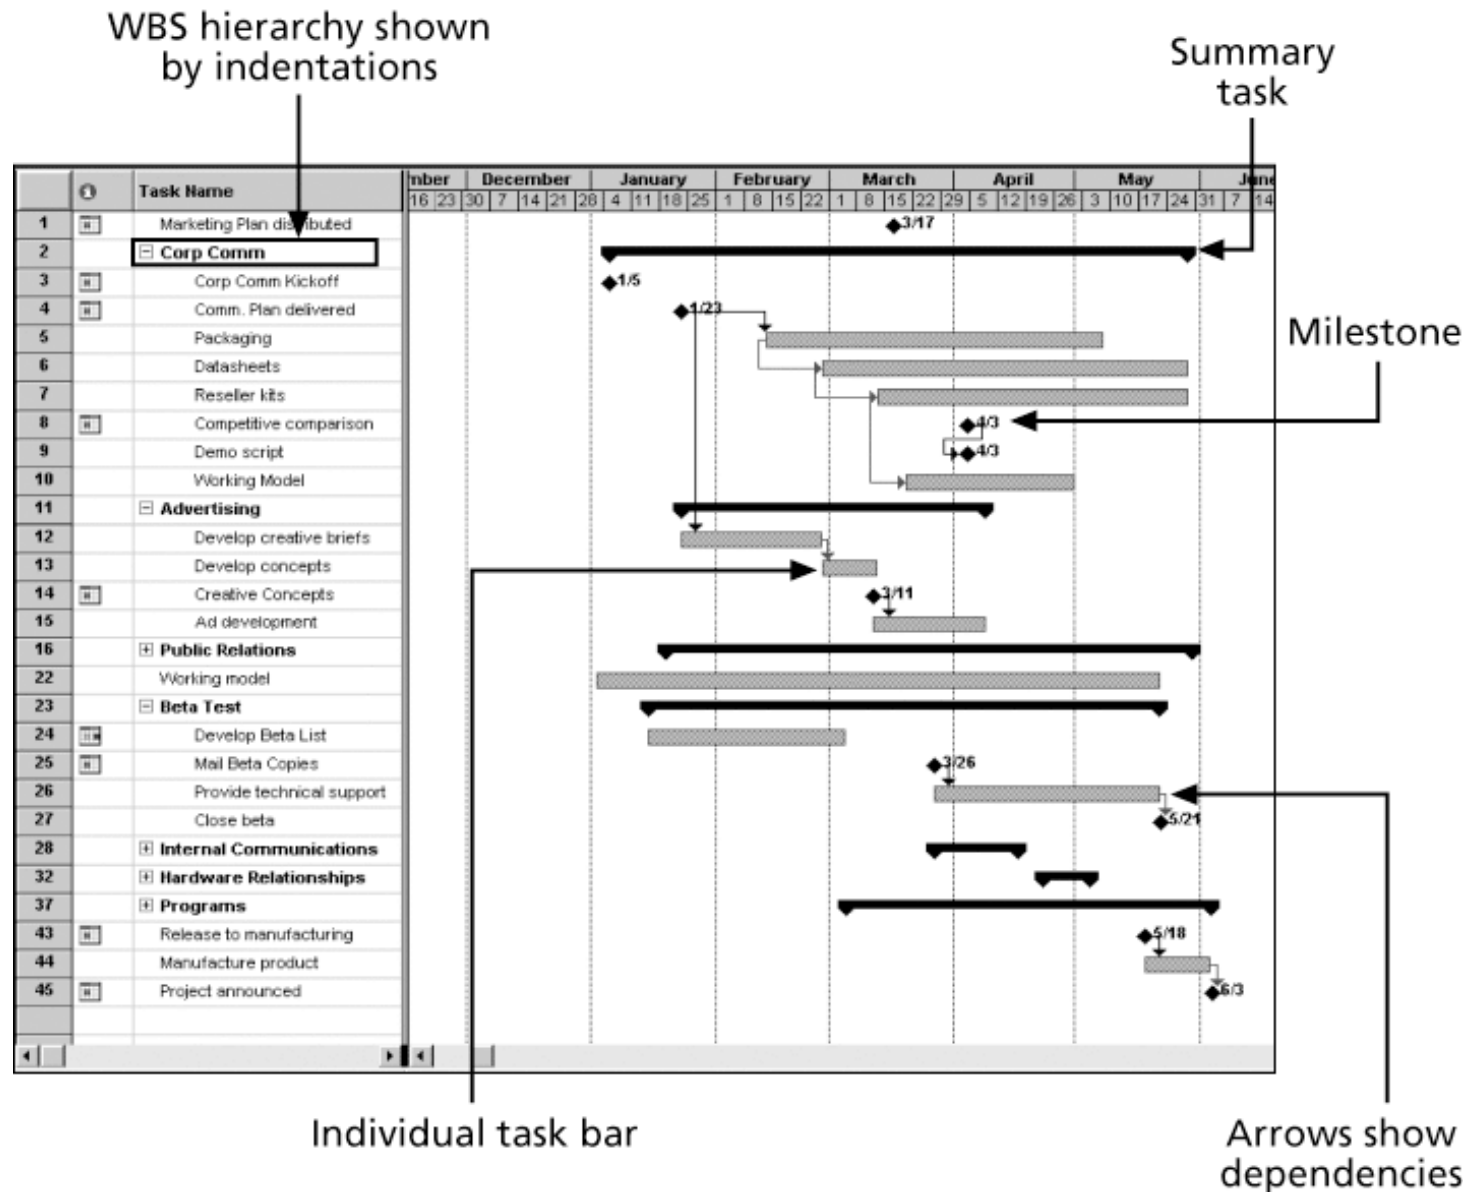 WBS hierarchy shown
by indentations
Summary
task
Task Name
mber December January February March April May June
16 23 30 7 14 21 28 4 11 18 25 1 8 15 22 1 8 15 22 29 5 12 19 26 3 10 17 24 31 7 14
1 Marketing Plan distributed 3/17
2 Corp Comm
3 Corp Comm Kickoff 1/5
4 Comm. Plan delivered 1/23
5 Packaging
Milestone
6 Datasheets
7 Reseller kits
8 Competitive comparison 4/3
9 Demo script 4/3
10 Working Model
11 Advertising
12 Develop creative briefs
13 Develop concepts
14 Creative Concepts 3/11
15 Ad development
16 Public Relations
22 Working model
23 Beta Test
24 Develop Beta List
25 Mail Beta Copies 3/26
26 Provide technical support
27 Close beta 5/21
28 Internal Communications
32 Hardware Relationships
37 Programs
43 Release to manufacturing 5/18
44 Manufacture product
45 Project announced 6/3
Individual task bar
Arrows show
dependencies